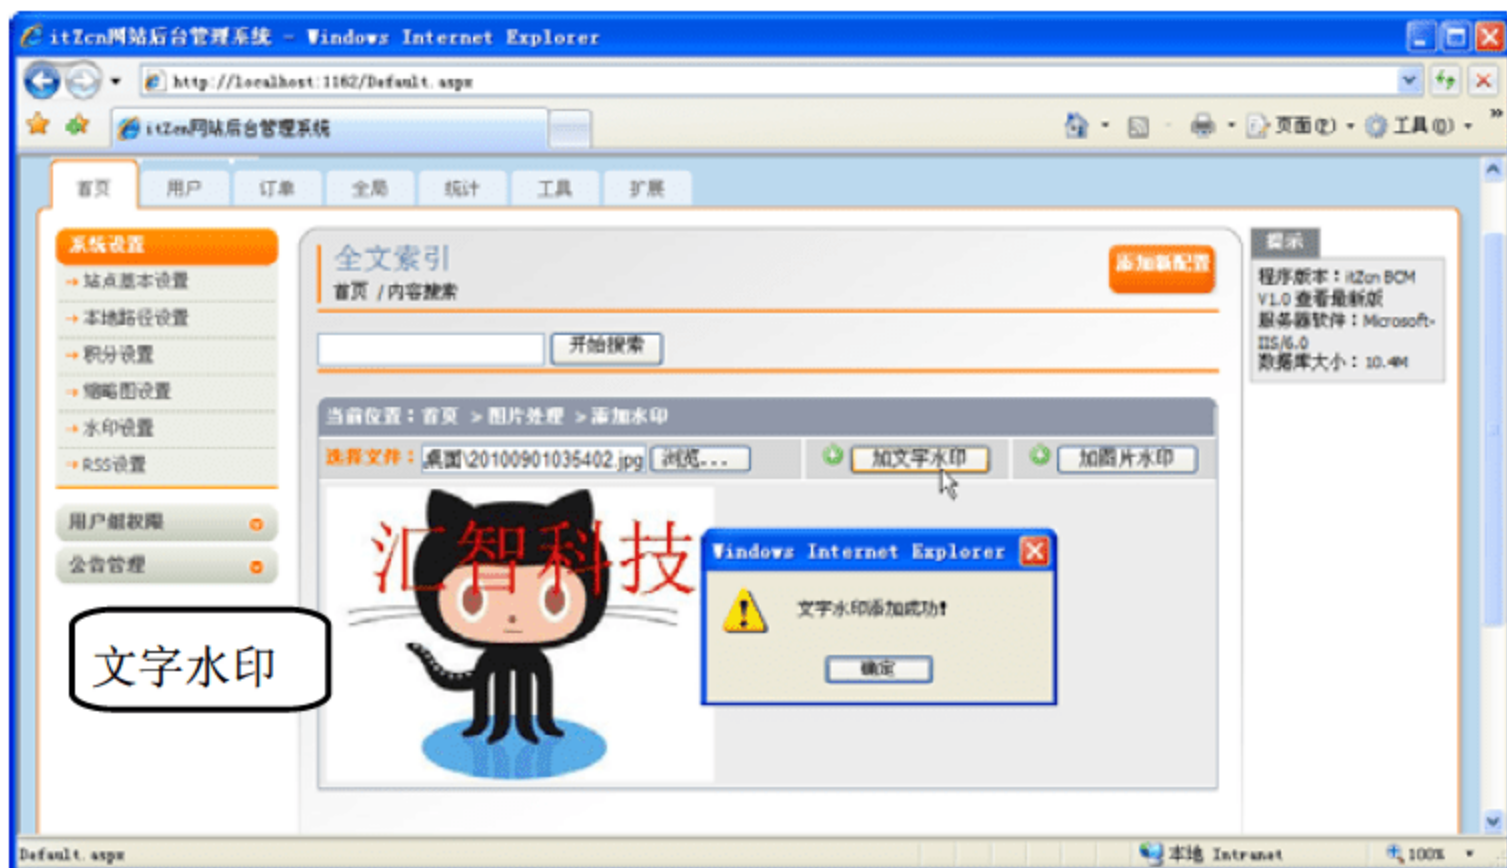 itZcn网站后台管理系统 - Windows Internet Explorer
http://localhost:1162/Default.aspx
itZcn网站后台管理系统
页面(P)
工具(O)
首页 用户 订单 全局 统计 工具 扩展
系统设置
站点基本设置
本地路径设置
积分设置
缩略图设置
水印设置
RSS设置
用户组权限
公告管理
文字水印
全文索引
添加新配置
首页 /内容搜索
开始搜索
当前位置：首页 > 图片处理 > 添加水印
选择文件： 桌面\20100901035402.jpg 浏览... 加文字水印 加图片水印
汇智科技
Windows Internet Explorer
文字水印添加成功!
确定
提示
程序版本：itZcn BCM
V1.0 查看最新版
服务器软件：Microsoft-
IIS/6.0
数据库大小：10.4M
Default.aspx
本地 Intranet
100%